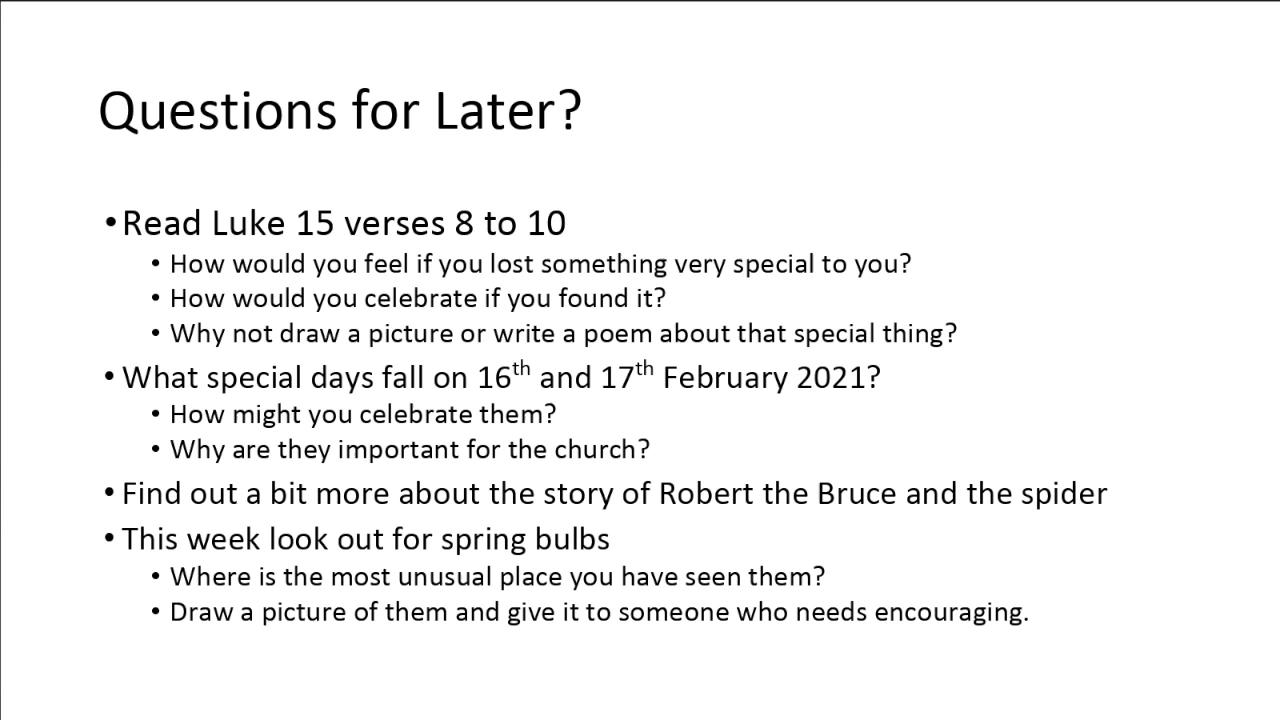 Questions for Later?
•Read Luke 15 verses 8 to 10
• How would you feel if you lost something very special to you?
• How would you celebrate if you found it?
• Why not draw a picture or write a poem about that special thing?
• What special days fall on 16th and 17th February 2021?
• How might you celebrate them?
• Why are they important for the church?
• Find out a bit more about the story of Robert the Bruce and the spider
• This week look out for spring bulbs
• Where is the most unusual place you have seen them?
• Draw a picture of them and give it to someone who needs encouraging.